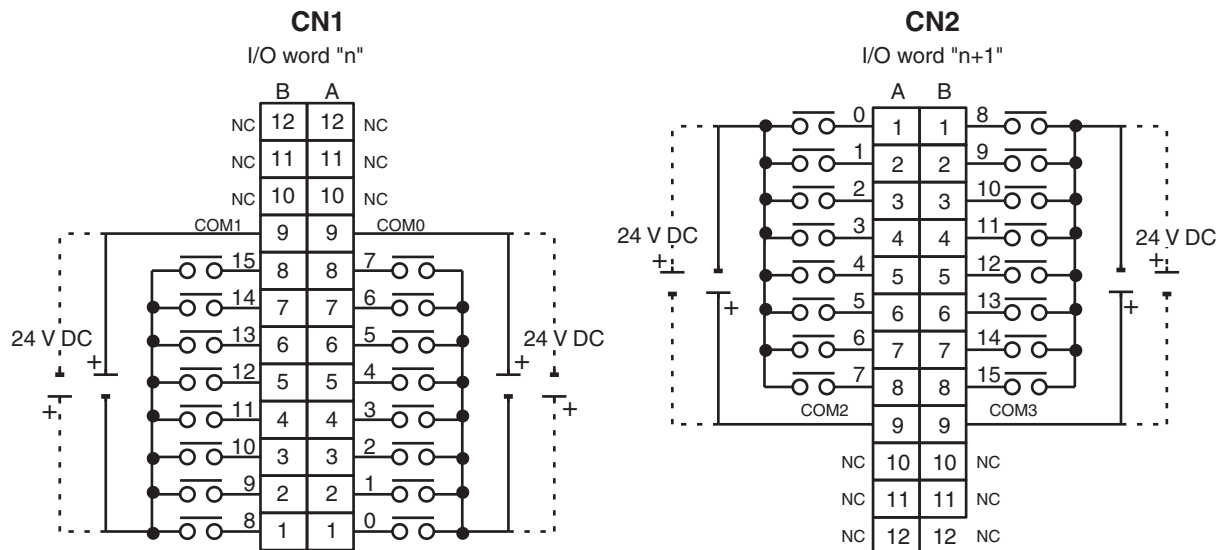 CN1
I/O word "n"
B A
NC 12 12 NC
NC 11 11 NC
NC 10 10 NC
COM1 9 9 COM0
15 8 8 7
14 7 7 6
13 6 6 5
24 V DC + + 24 V DC
12 5 5 4
+ +
11 4 4 3
10 3 3 2
9 2 2 1
8 1 1 0
CN2
I/O word "n+1"
A B
0 1 1 8
1 2 2 9
2 3 3 10
3 4 4 11
24 V DC 24 V DC
+ +
4 5 5 12
+ +
5 6 6 13
6 7 7 14
7 8 8 15
COM2 9 9 COM3
NC 10 10 NC
NC 11 11 NC
NC 12 12 NC